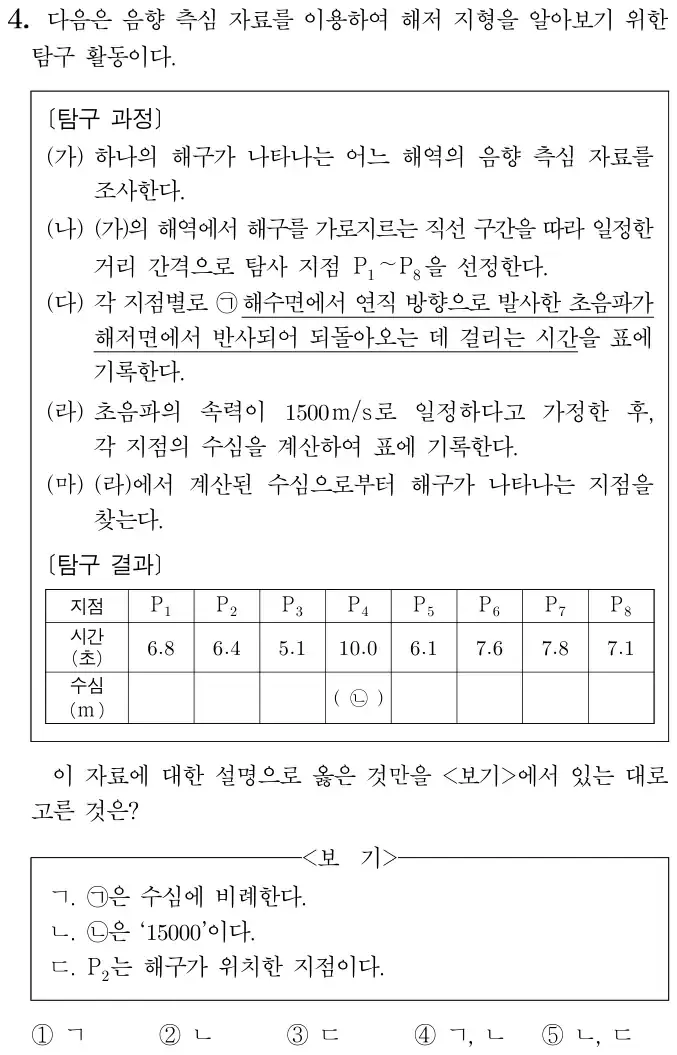 4. 다음은 음향 측심 자료를 이용하여 해저 지형을 알아보기 위한
탐구 활동이다.
〔탐구 과정〕
(가) 하나의 해구가 나타나는 어느 해역의 음향 측심 자료를
조사한다.
(나) (가)의 해역에서 해구를 가로지르는 직선 구간을 따라 일정한
거리 간격으로 탐사 지점 P₁~P₈을 선정한다.
(다) 각 지점별로 ㉠해수면에서 연직 방향으로 발사한 초음파가
해저면에서 반사되어 되돌아오는 데 걸리는 시간을 표에
기록한다.
(라) 초음파의 속력이 1500m/s로 일정하다고 가정한 후,
각 지점의 수심을 계산하여 표에 기록한다.
(마) (라)에서 계산된 수심으로부터 해구가 나타나는 지점을
찾는다.
〔탐구 결과〕
지점 P₁ P₂ P₃ P₄ P₅ P₆ P₇ P₈
시간
(초) 6.8 6.4 5.1 10.0 6.1 7.6 7.8 7.1
수심
(m) ( ㉡ )
이 자료에 대한 설명으로 옳은 것만을 <보기>에서 있는 대로
고른 것은?
<보 기>
ㄱ. ㉠은 수심에 비례한다.
ㄴ. ㉡은 ‘15000’이다.
ㄷ. P₂는 해구가 위치한 지점이다.
① ㄱ ② ㄴ ③ ㄷ ④ ㄱ, ㄴ ⑤ ㄴ, ㄷ